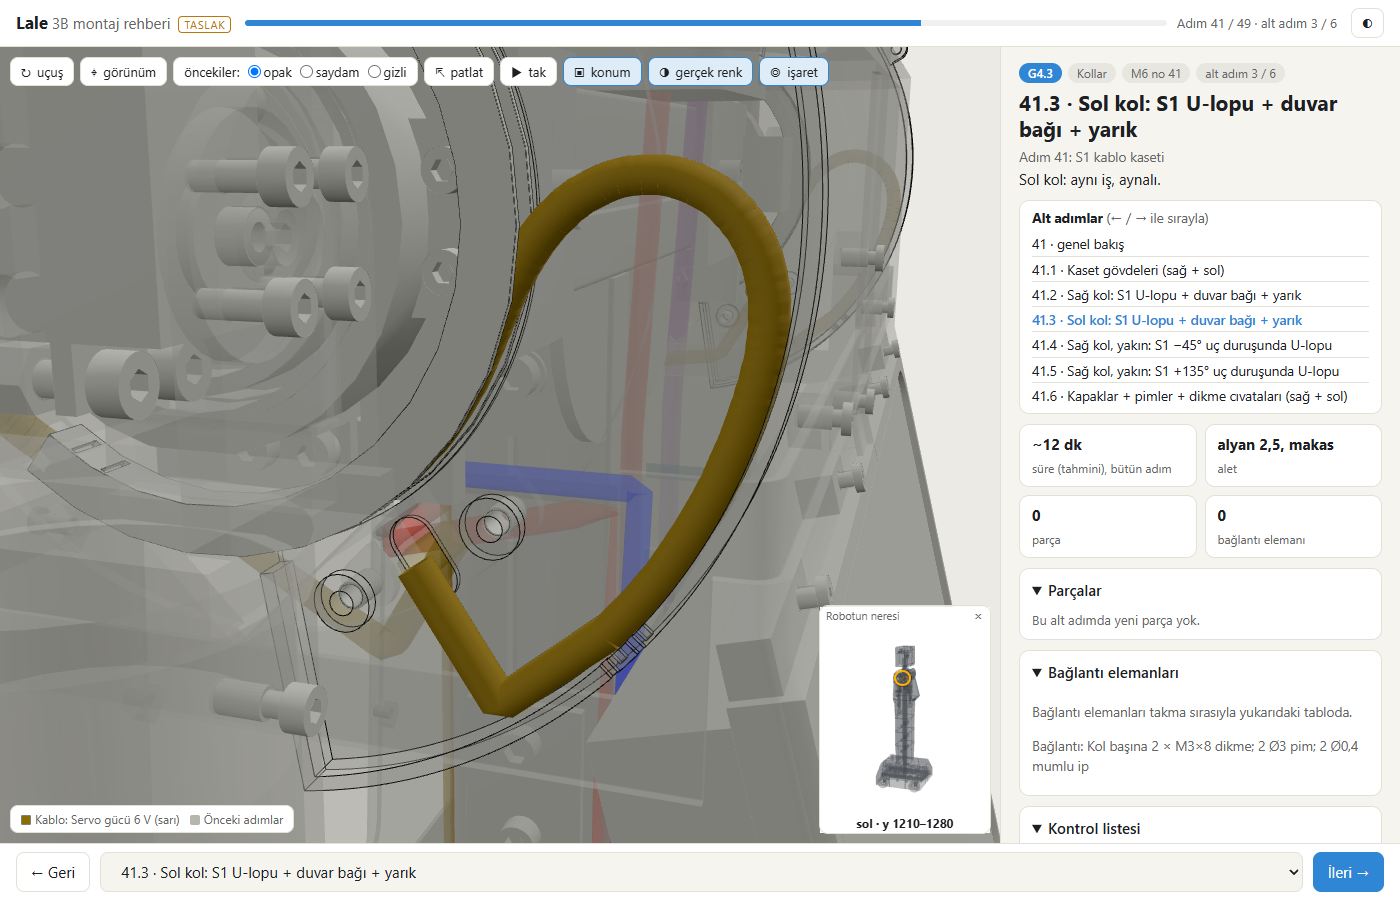 Lale 3B montaj rehberi TASLAK
Adım 41 / 49 · alt adım 3 / 6
↻ uçuş
⌖ görünüm
öncekiler: opak saydam gizli
⇱ patlat
▶ tak
▣ konum
◑ gerçek renk
◎ işaret
G4.3 Kollar M6 no 41 alt adım 3 / 6
41.3 · Sol kol: S1 U-lopu + duvar
bağı + yarık
Adım 41: S1 kablo kaseti
Sol kol: aynı iş, aynalı.
Alt adımlar (← / → ile sırayla)
41 · genel bakış
41.1 · Kaset gövdeleri (sağ + sol)
41.2 · Sağ kol: S1 U-lopu + duvar bağı + yarık
41.3 · Sol kol: S1 U-lopu + duvar bağı + yarık
41.4 · Sağ kol, yakın: S1 −45° uç duruşunda U-lopu
41.5 · Sağ kol, yakın: S1 +135° uç duruşunda U-lopu
41.6 · Kapaklar + pimler + dikme cıvataları (sağ + sol)
~12 dk
süre (tahmini), bütün adım
alyan 2,5, makas
alet
0
parça
0
bağlantı elemanı
▼ Parçalar
Bu alt adımda yeni parça yok.
▼ Bağlantı elemanları
Bağlantı elemanları takma sırasıyla yukarıdaki tabloda.
Bağlantı: Kol başına 2 × M3×8 dikme; 2 Ø3 pim; 2 Ø0,4
mumlu ip
▼ Kontrol listesi
Robotun neresi ×
sol · y 1210–1280
Kablo: Servo gücü 6 V (sarı) Önceki adımlar
← Geri
41.3 · Sol kol: S1 U-lopu + duvar bağı + yarık
İleri →